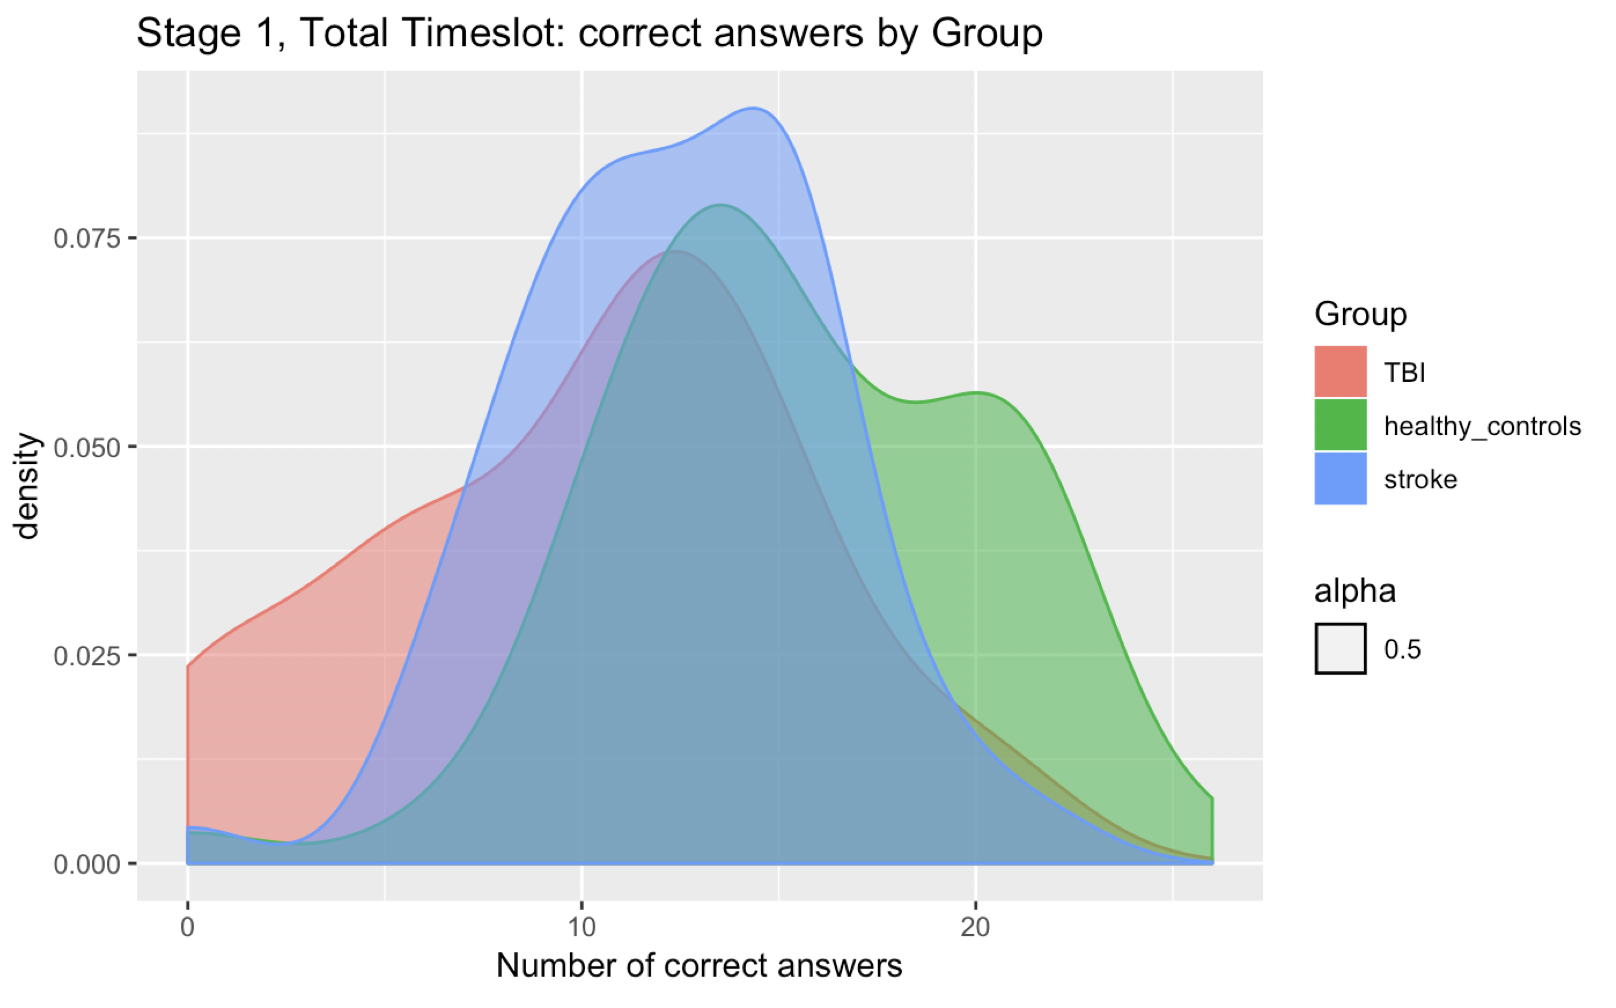 Stage 1, Total Timeslot: correct answers by Group
0.075
0.050
0.025
0.000
density
0
10
20
Number of correct answers
Group
TBI
healthy_controls
stroke
alpha
0.5